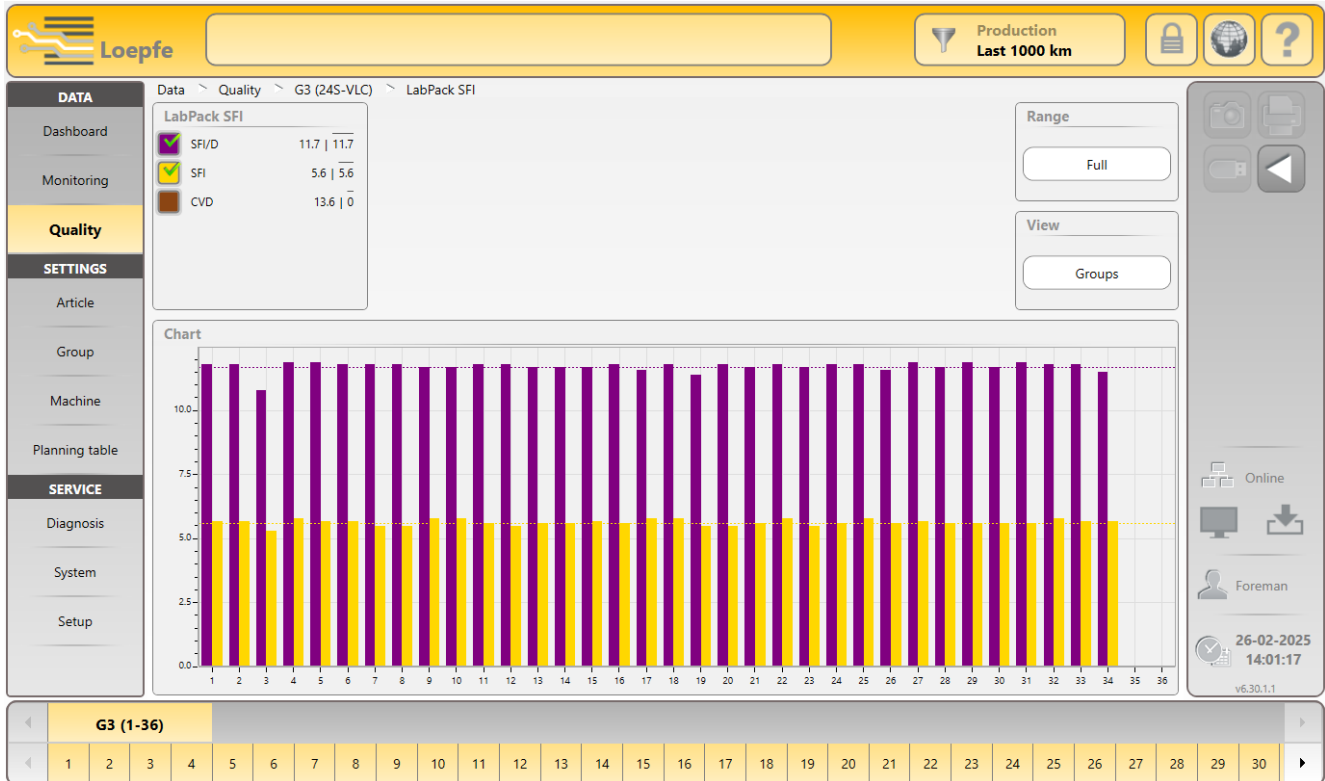 Loepfe
Production
Last 1000 km
?
DATA
Dashboard
Monitoring
Quality
SETTINGS
Article
Group
Machine
Planning table
SERVICE
Diagnosis
System
Setup
Data > Quality > G3 (24S-VLC) > LabPack SFI
LabPack SFI
SFI/D 11.7 | 11.7
SFI 5.6 | 5.6
CVD 13.6 | 0
Range
Full
View
Groups
Chart
10.0
7.5
5.0
2.5
0.0
1 2 3 4 5 6 7 8 9 10 11 12 13 14 15 16 17 18 19 20 21 22 23 24 25 26 27 28 29 30 31 32 33 34 35 36
Online
Foreman
26-02-2025
14:01:17
v6.30.1.1
G3 (1-36)
1 2 3 4 5 6 7 8 9 10 11 12 13 14 15 16 17 18 19 20 21 22 23 24 25 26 27 28 29 30